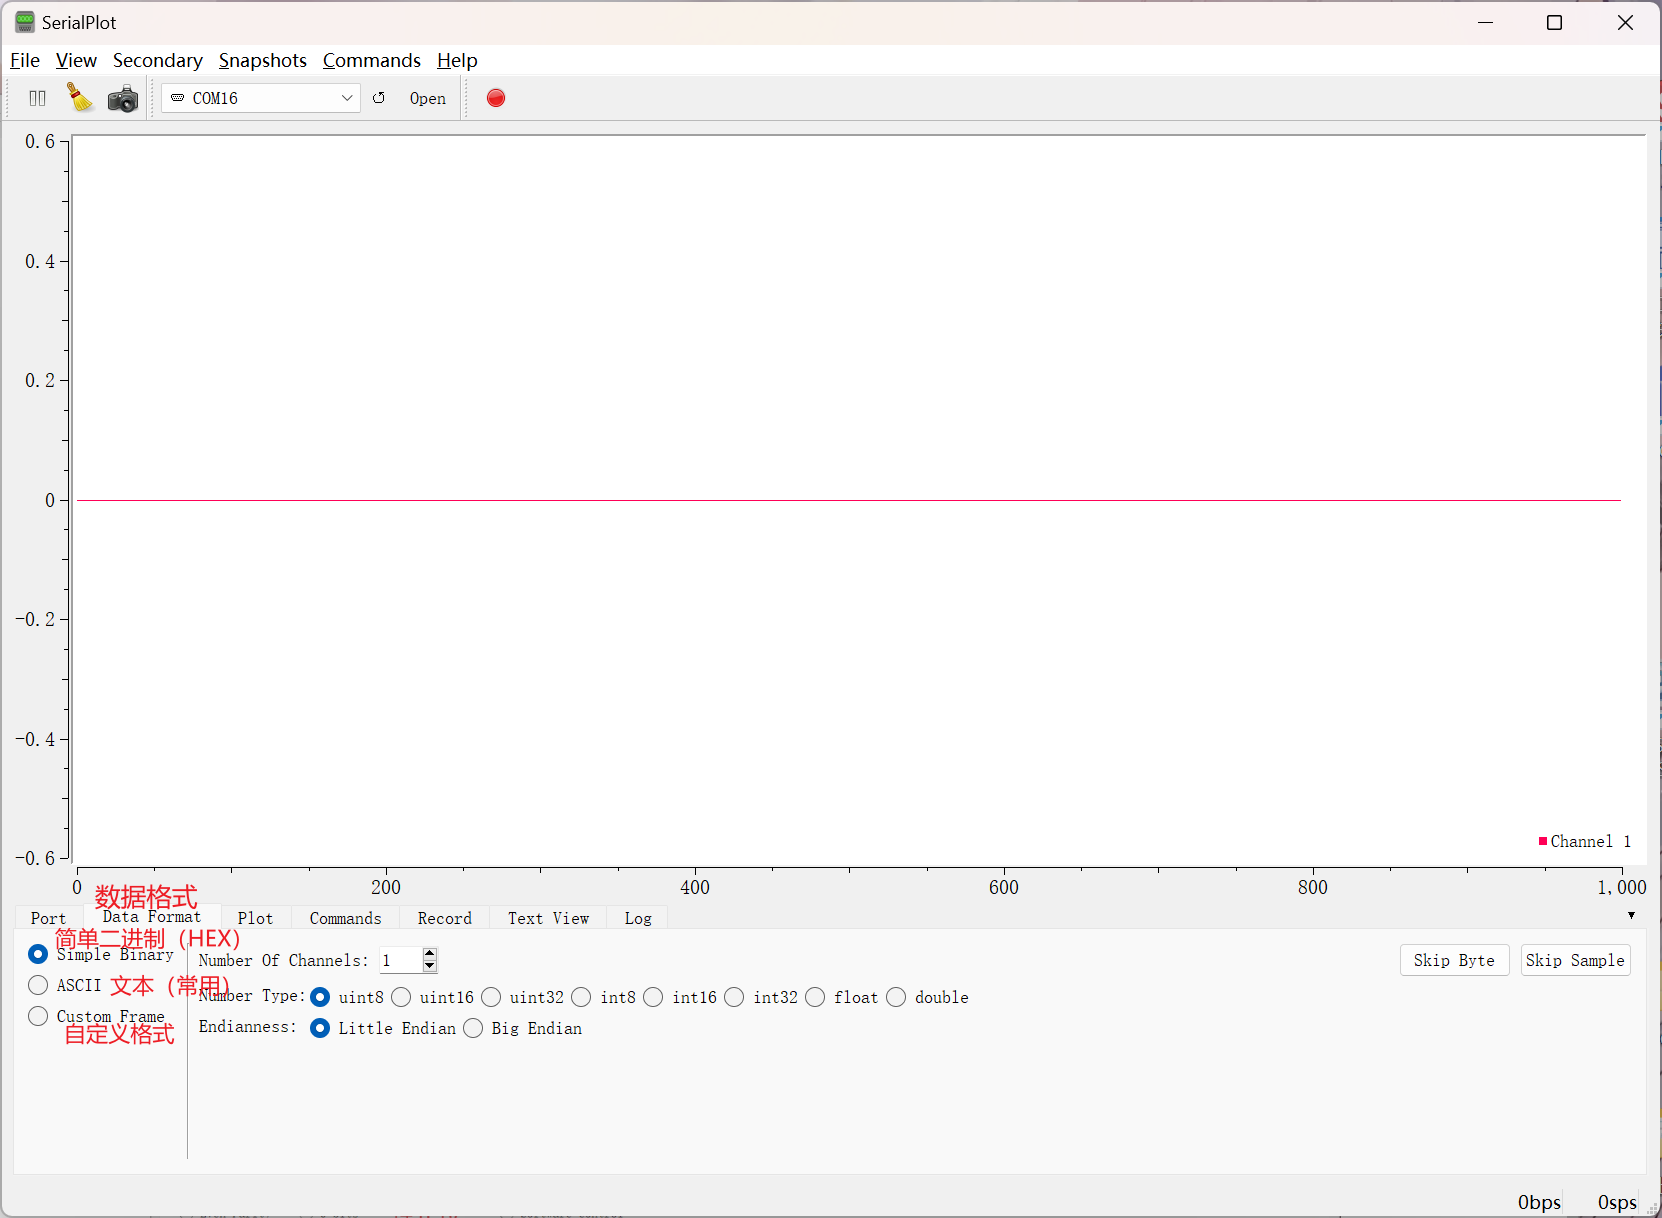 SerialPlot
File View Secondary Snapshots Commands Help
COM16 Open
0.6
0.4
0.2
0
-0.2
-0.4
-0.6
Channel 1
0 200 400 600 800 1,000
数据格式
Port Data Format Plot Commands Record Text View Log
简单二进制（HEX）
Simple Binary
Number Of Channels: 1 Skip Byte Skip Sample
ASCII 文本（常用）
Number Type: uint8 uint16 uint32 int8 int16 int32 float double
Custom Frame
Endianness: Little Endian Big Endian
自定义格式
0bps 0sps